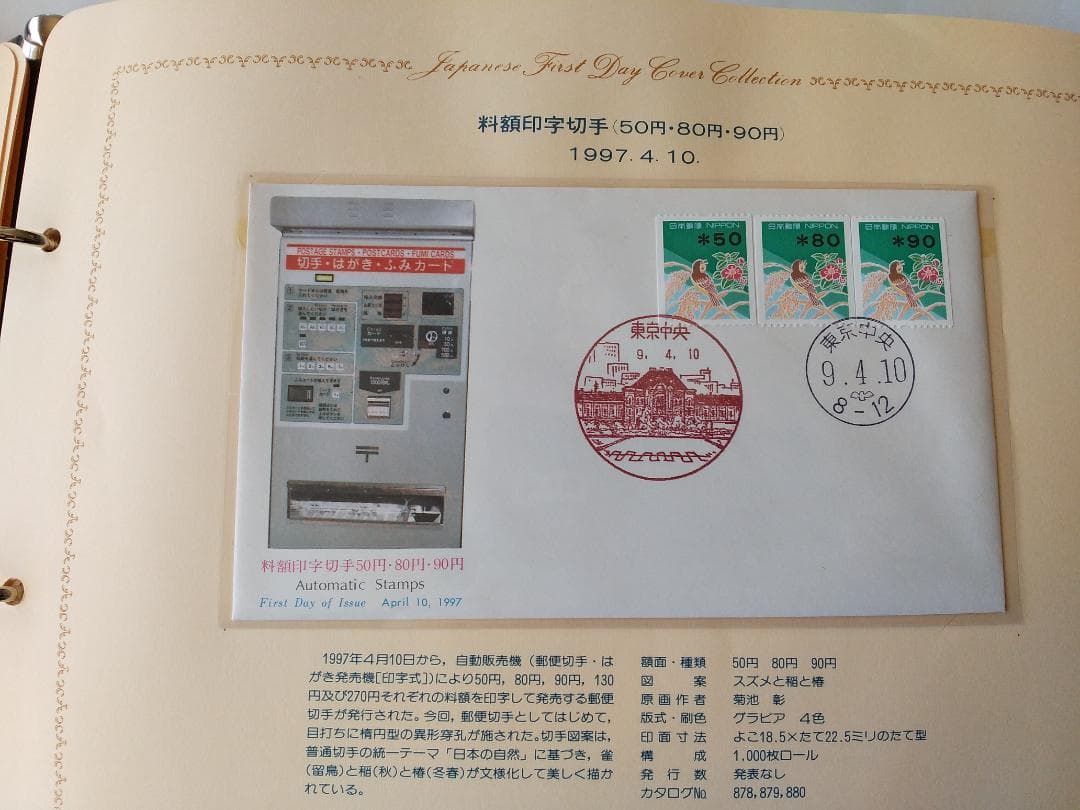 Japanese First Day Cover Collection
料額印字切手(50円・80円・90円)
1997. 4. 10.
POSTAGE STAMPS・POSTCARDS・FUMI CARDS
切手・はがき・ふみカード
日本郵便 NIPPON
*50
日本郵便 NIPPON
*80
日本郵便 NIPPON
*90
東京中央
9. 4. 10
東京中央
9.4.10
8-12
料額印字切手50円・80円・90円
Automatic Stamps
First Day of Issue April 10, 1997
1997年4月10日から，自動販売機（郵便切手・は
がき発売機[印字式]）により50円，80円，90円，130
円及び270円それぞれの料額を印字して発売する郵便
切手が発行された。今回，郵便切手としてはじめて，
目打ちに楕円型の異形穿孔が施された。切手図案は，
普通切手の統一テーマ「日本の自然」に基づき，雀
(留鳥)と稲(秋)と椿(冬春)が文様化して美しく描か
れている。
額面・種類 50円 80円 90円
図案 スズメと稲と椿
原画作者 菊池 彰
版式・刷色 グラビア 4色
印面寸法 よこ18.5×たて22.5ミリのたて型
構成 1,000枚ロール
発行数 発表なし
カタログNo. 878,879,880